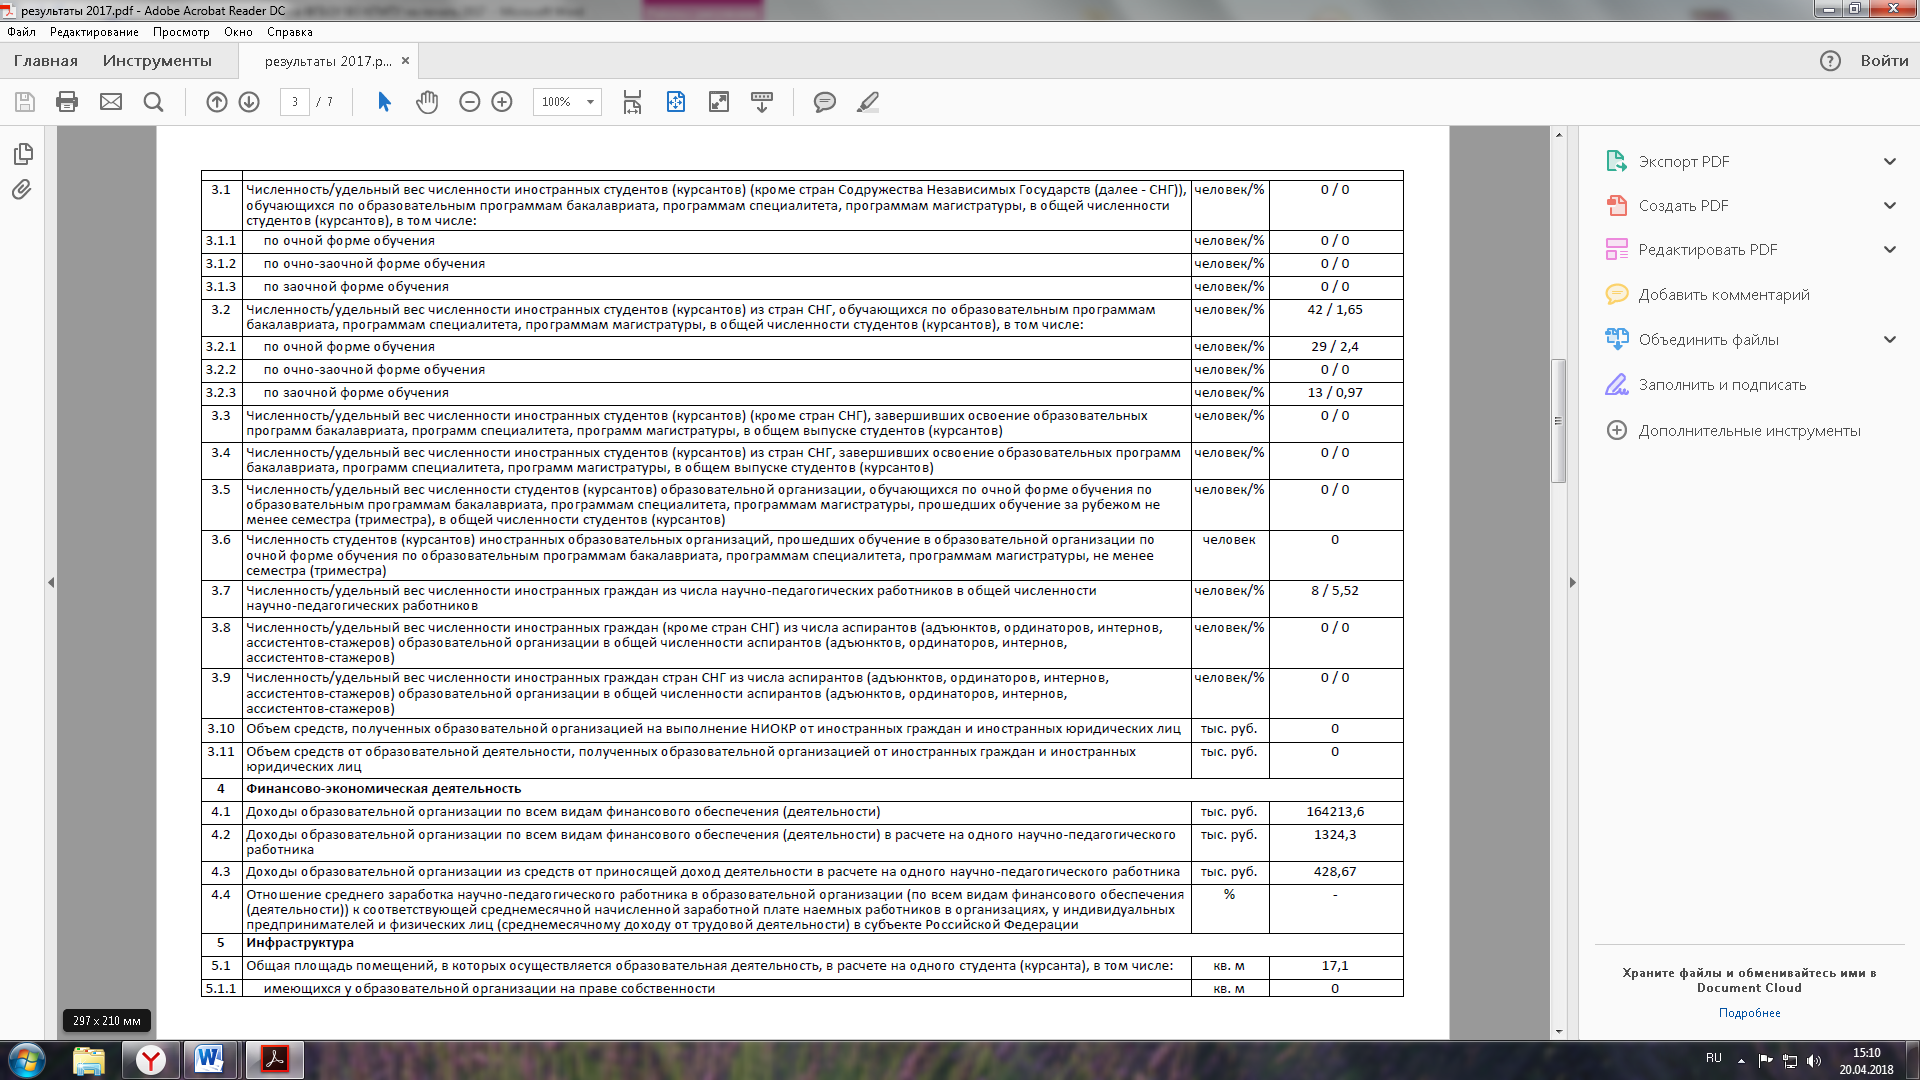 результаты 2017.pdf - Adobe Acrobat Reader DC
Файл Редактирование Просмотр Окно Справка
Главная Инструменты результаты 2017.p... × Войти
3 / 7 100%
3.1 Численность/удельный вес численности иностранных студентов (курсантов) (кроме стран Содружества Независимых Государств (далее - СНГ)), человек/% 0 / 0
обучающихся по образовательным программам бакалавриата, программам специалитета, программам магистратуры, в общей численности
студентов (курсантов), в том числе:
3.1.1 по очной форме обучения человек/% 0 / 0
3.1.2 по очно-заочной форме обучения человек/% 0 / 0
3.1.3 по заочной форме обучения человек/% 0 / 0
3.2 Численность/удельный вес численности иностранных студентов (курсантов) из стран СНГ, обучающихся по образовательным программам человек/% 42 / 1,65
бакалавриата, программам специалитета, программам магистратуры, в общей численности студентов (курсантов), в том числе:
3.2.1 по очной форме обучения человек/% 29 / 2,4
3.2.2 по очно-заочной форме обучения человек/% 0 / 0
3.2.3 по заочной форме обучения человек/% 13 / 0,97
3.3 Численность/удельный вес численности иностранных студентов (курсантов) (кроме стран СНГ), завершивших освоение образовательных человек/% 0 / 0
программ бакалавриата, программ специалитета, программ магистратуры, в общем выпуске студентов (курсантов)
3.4 Численность/удельный вес численности иностранных студентов (курсантов) из стран СНГ, завершивших освоение образовательных программ человек/% 0 / 0
бакалавриата, программ специалитета, программ магистратуры, в общем выпуске студентов (курсантов)
3.5 Численность/удельный вес численности студентов (курсантов) образовательной организации, обучающихся по очной форме обучения по человек/% 0 / 0
образовательным программам бакалавриата, программам специалитета, программам магистратуры, прошедших обучение за рубежом не
менее семестра (триместра), в общей численности студентов (курсантов)
3.6 Численность студентов (курсантов) иностранных образовательных организаций, прошедших обучение в образовательной организации по человек 0
очной форме обучения по образовательным программам бакалавриата, программам специалитета, программам магистратуры, не менее
семестра (триместра)
3.7 Численность/удельный вес численности иностранных граждан из числа научно-педагогических работников в общей численности человек/% 8 / 5,52
научно-педагогических работников
3.8 Численность/удельный вес численности иностранных граждан (кроме стран СНГ) из числа аспирантов (адъюнктов, ординаторов, интернов, человек/% 0 / 0
ассистентов-стажеров) образовательной организации в общей численности аспирантов (адъюнктов, ординаторов, интернов,
ассистентов-стажеров)
3.9 Численность/удельный вес численности иностранных граждан стран СНГ из числа аспирантов (адъюнктов, ординаторов, интернов, человек/% 0 / 0
ассистентов-стажеров) образовательной организации в общей численности аспирантов (адъюнктов, ординаторов, интернов,
ассистентов-стажеров)
3.10 Объем средств, полученных образовательной организацией на выполнение НИОКР от иностранных граждан и иностранных юридических лиц тыс. руб. 0
3.11 Объем средств от образовательной деятельности, полученных образовательной организацией от иностранных граждан и иностранных тыс. руб. 0
юридических лиц
4 Финансово-экономическая деятельность
4.1 Доходы образовательной организации по всем видам финансового обеспечения (деятельности) тыс. руб. 164213,6
4.2 Доходы образовательной организации по всем видам финансового обеспечения (деятельности) в расчете на одного научно-педагогического тыс. руб. 1324,3
работника
4.3 Доходы образовательной организации из средств от приносящей доход деятельности в расчете на одного научно-педагогического работника тыс. руб. 428,67
4.4 Отношение среднего заработка научно-педагогического работника в образовательной организации (по всем видам финансового обеспечения % -
(деятельности)) к соответствующей среднемесячной начисленной заработной плате наемных работников в организациях, у индивидуальных
предпринимателей и физических лиц (среднемесячному доходу от трудовой деятельности) в субъекте Российской Федерации
5 Инфраструктура
5.1 Общая площадь помещений, в которых осуществляется образовательная деятельность, в расчете на одного студента (курсанта), в том числе: кв. м 17,1
5.1.1 имеющихся у образовательной организации на праве собственности кв. м 0
297 x 210 мм
Экспорт PDF
Создать PDF
Редактировать PDF
Добавить комментарий
Объединить файлы
Заполнить и подписать
Дополнительные инструменты
Храните файлы и обменивайтесь ими в
Document Cloud
Подробнее
RU 15:10
20.04.2018